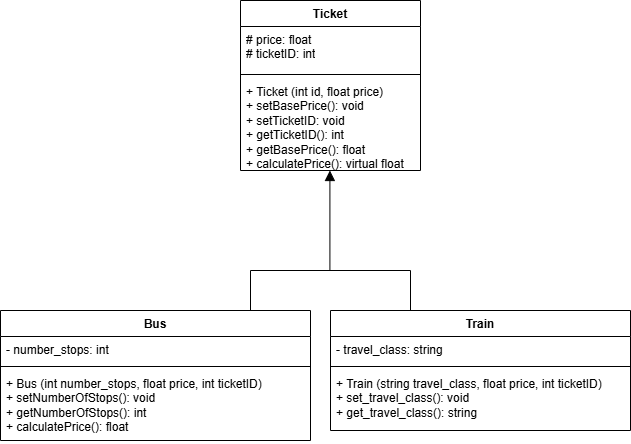 Ticket
# price: float
# ticketID: int
+ Ticket (int id, float price)
+ setBasePrice(): void
+ setTicketID: void
+ getTicketID(): int
+ getBasePrice(): float
+ calculatePrice(): virtual float
Bus
- number_stops: int
+ Bus (int number_stops, float price, int ticketID)
+ setNumberOfStops(): void
+ getNumberOfStops(): int
+ calculatePrice(): float
Train
- travel_class: string
+ Train (string travel_class, float price, int ticketID)
+ set_travel_class(): void
+ get_travel_class(): string